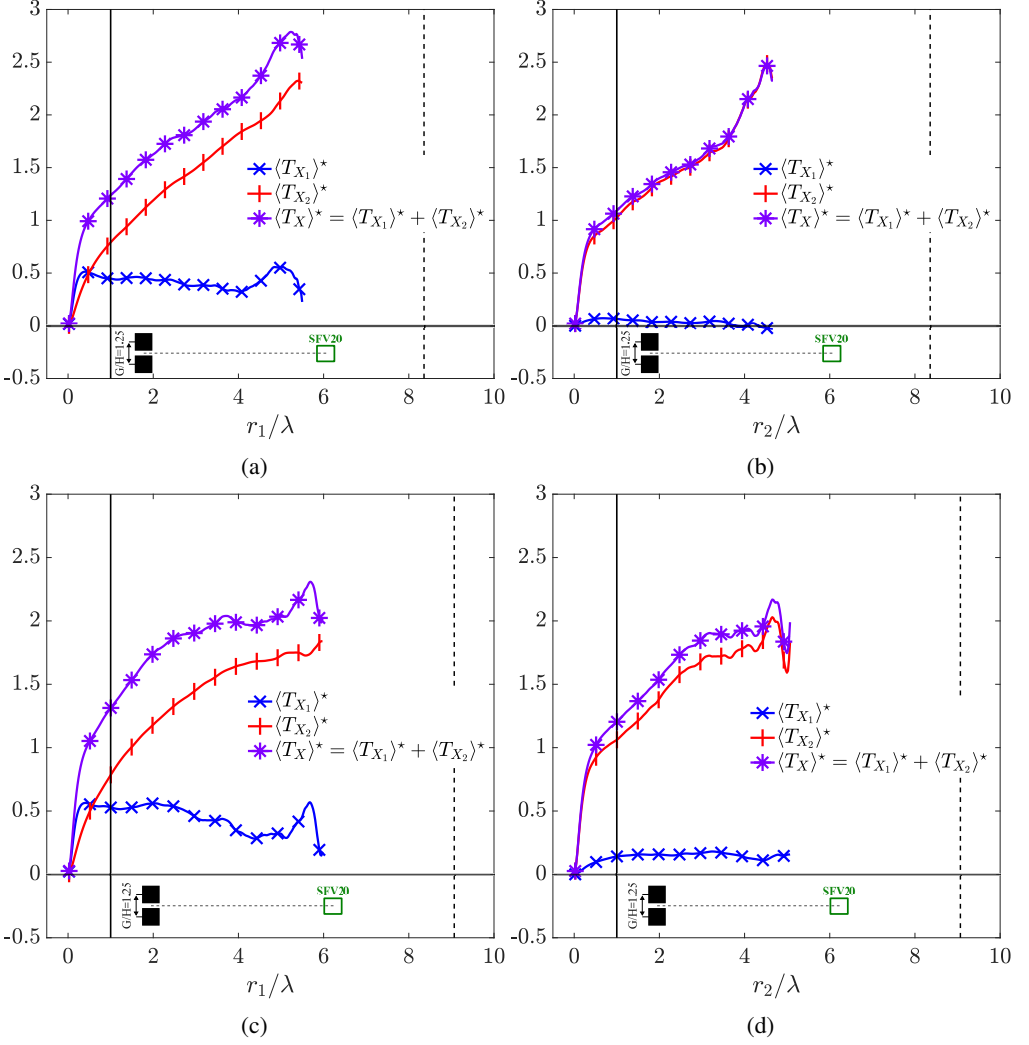 3
2.5
2
1.5
1
0.5
0
-0.5
⟨T_{X_1}⟩*
⟨T_{X_2}⟩*
⟨T_X⟩* = ⟨T_{X_1}⟩* + ⟨T_{X_2}⟩*
G/H=1.25
SFV20
0 2 4 6 8 10
r_1/λ
(a)
3
2.5
2
1.5
1
0.5
0
-0.5
⟨T_{X_1}⟩*
⟨T_{X_2}⟩*
⟨T_X⟩* = ⟨T_{X_1}⟩* + ⟨T_{X_2}⟩*
G/H=1.25
SFV20
0 2 4 6 8 10
r_2/λ
(b)
3
2.5
2
1.5
1
0.5
0
-0.5
⟨T_{X_1}⟩*
⟨T_{X_2}⟩*
⟨T_X⟩* = ⟨T_{X_1}⟩* + ⟨T_{X_2}⟩*
G/H=1.25
SFV20
0 2 4 6 8 10
r_1/λ
(c)
3
2.5
2
1.5
1
0.5
0
-0.5
⟨T_{X_1}⟩*
⟨T_{X_2}⟩*
⟨T_X⟩* = ⟨T_{X_1}⟩* + ⟨T_{X_2}⟩*
G/H=1.25
SFV20
0 2 4 6 8 10
r_2/λ
(d)